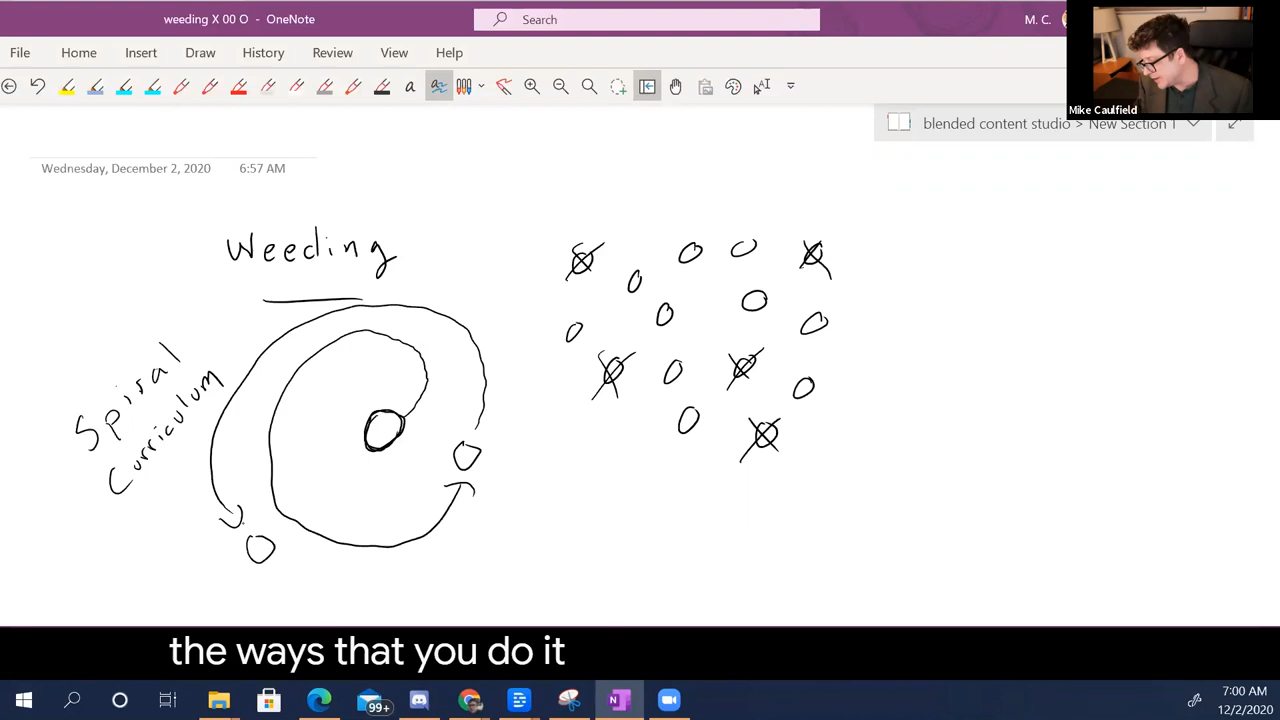 weeding X 00 O - OneNote
Search
M. C.
File Home Insert Draw History Review View Help
Mike Caulfield
blended content studio > New Section 1
Wednesday, December 2, 2020 6:57 AM
Weeding
Spiral
Curriculum
the ways that you do it
99+
7:00 AM
12/2/2020